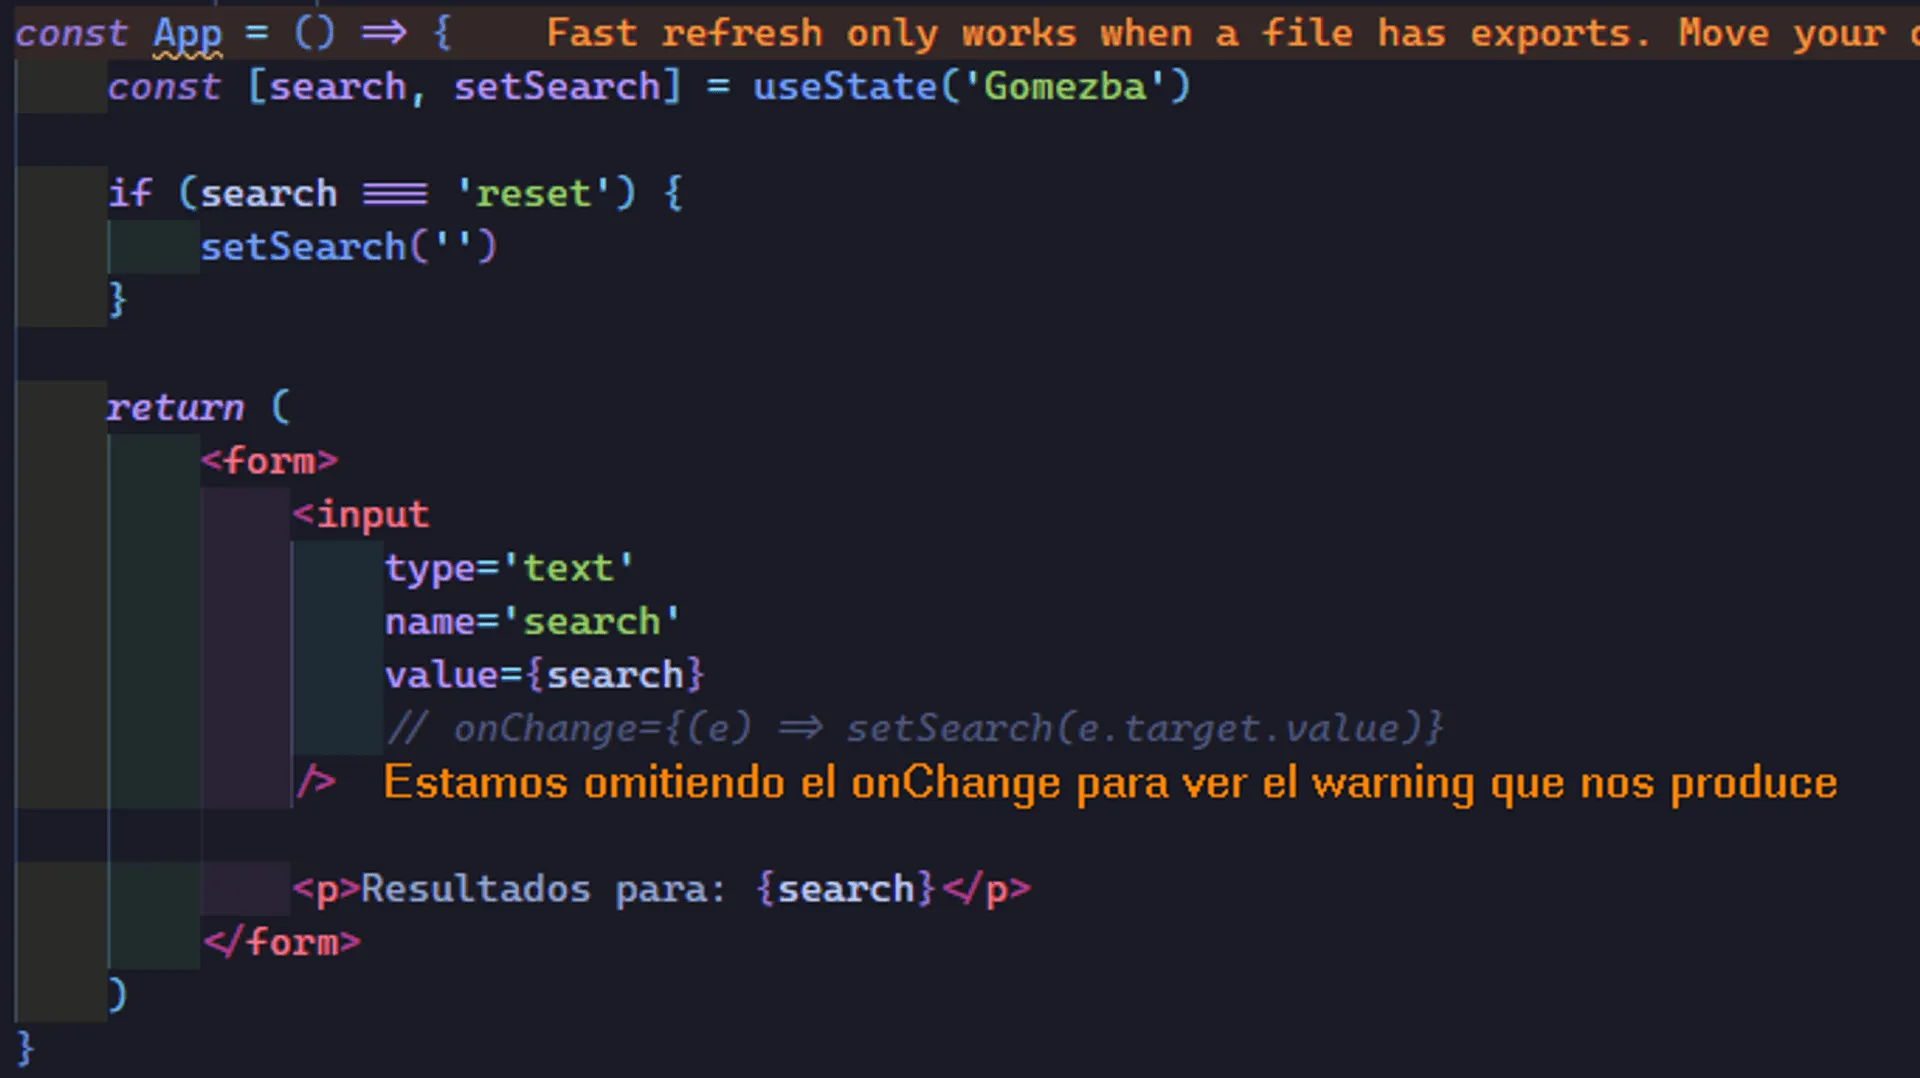 const App = () => {    Fast refresh only works when a file has exports. Move your
const [search, setSearch] = useState('Gomezba')
if (search === 'reset') {
setSearch('')
}
return (
<form>
<input
type='text'
name='search'
value={search}
// onChange={(e) => setSearch(e.target.value)}
/>  Estamos omitiendo el onChange para ver el warning que nos produce
<p>Resultados para: {search}</p>
</form>
)
}